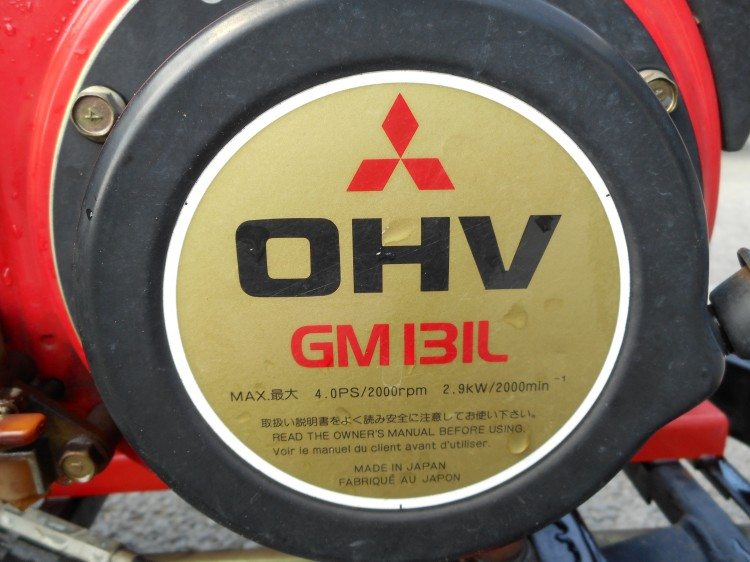 OHV
GM131L
MAX.最大 4.0PS/2000rpm 2.9kW/2000min⁻¹
取扱い説明書をよく読み安全に注意してお使い下さい。
READ THE OWNER'S MANUAL BEFORE USING.
Voir le manuel du client avant d'utiliser.
MADE IN JAPAN
FABRIQUÉ AU JAPON